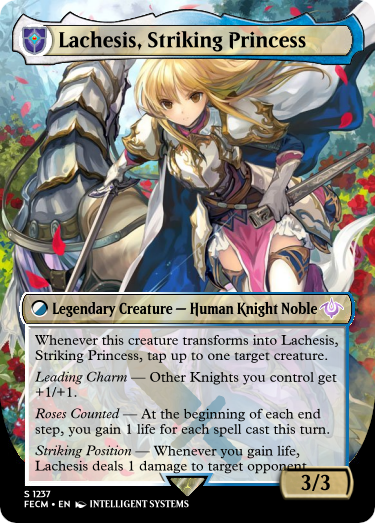 Lachesis, Striking Princess
Legendary Creature — Human Knight Noble
Whenever this creature transforms into Lachesis,
Striking Princess, tap up to one target creature.
Leading Charm — Other Knights you control get
+1/+1.
Roses Counted — At the beginning of each end
step, you gain 1 life for each spell cast this turn.
Striking Position — Whenever you gain life,
Lachesis deals 1 damage to target opponent.
3/3
S 1237
FECM • EN INTELLIGENT SYSTEMS